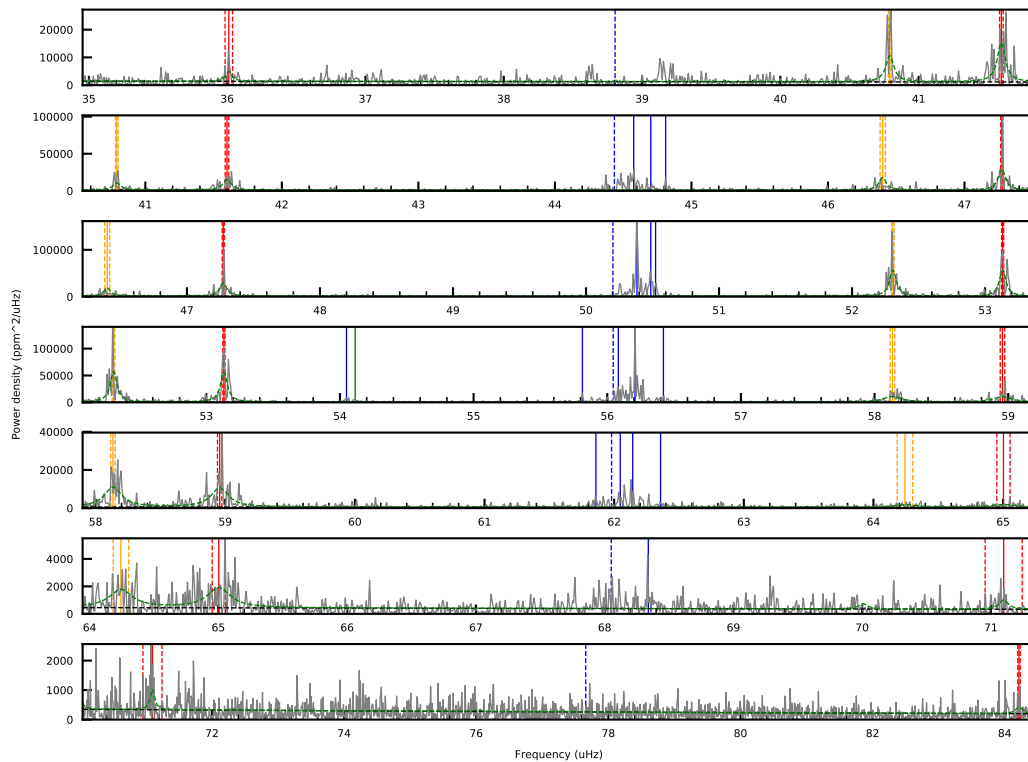 20000
10000
0
35 36 37 38 39 40 41
100000
50000
0
41 42 43 44 45 46 47
100000
0
47 48 49 50 51 52 53
100000
50000
0
53 54 55 56 57 58 59
40000
20000
0
58 59 60 61 62 63 64 65
4000
2000
0
64 65 66 67 68 69 70 71
2000
1000
0
72 74 76 78 80 82 84
Power density (ppm^2/uHz)
Frequency (uHz)